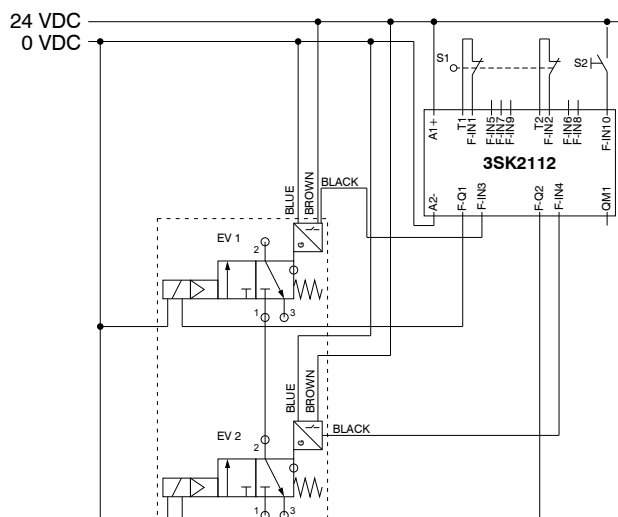 24 VDC
0 VDC
S1
S2
A1+
T1
F-IN1
F-IN5
F-IN7
F-IN9
T2
F-IN2
F-IN6
F-IN8
F-IN10
3SK2112
A2-
F-Q1
F-IN3
F-Q2
F-IN4
QM1
BLUE
BROWN
BLACK
EV 1
2
G
1
3
BLUE
BROWN
BLACK
EV 2
2
G
1
3